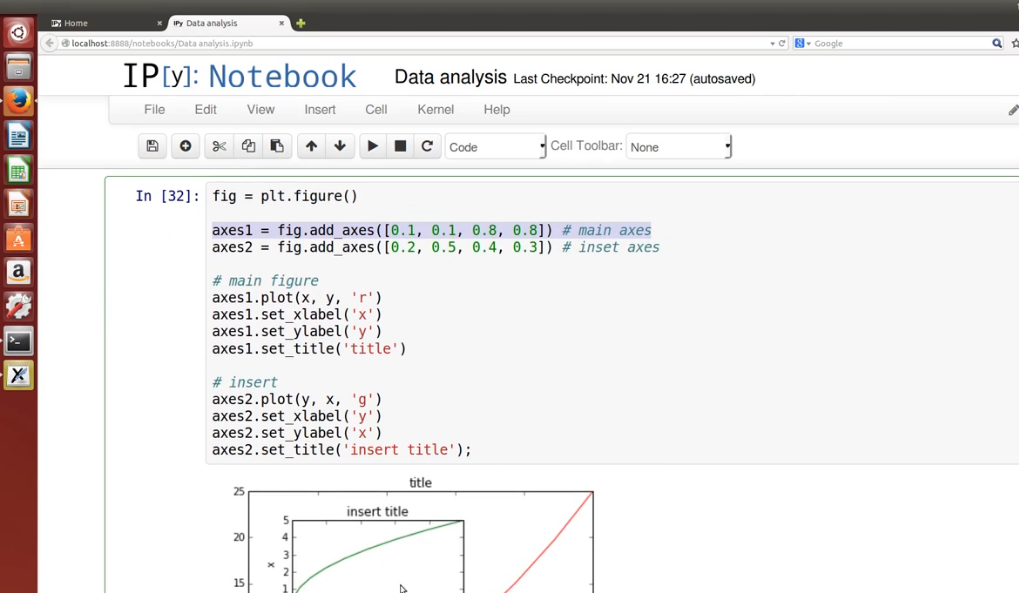 IPy Home × IPy Data analysis ×
localhost:8888/notebooks/Data analysis.ipynb Google
IP[y]: Notebook Data analysis Last Checkpoint: Nov 21 16:27 (autosaved)
File Edit View Insert Cell Kernel Help
Code Cell Toolbar: None
In [32]: fig = plt.figure()
axes1 = fig.add_axes([0.1, 0.1, 0.8, 0.8]) # main axes
axes2 = fig.add_axes([0.2, 0.5, 0.4, 0.3]) # inset axes
# main figure
axes1.plot(x, y, 'r')
axes1.set_xlabel('x')
axes1.set_ylabel('y')
axes1.set_title('title')
# insert
axes2.plot(y, x, 'g')
axes2.set_xlabel('y')
axes2.set_ylabel('x')
axes2.set_title('insert title');
title
25
insert title
5
20
4
3
x
2
15
1